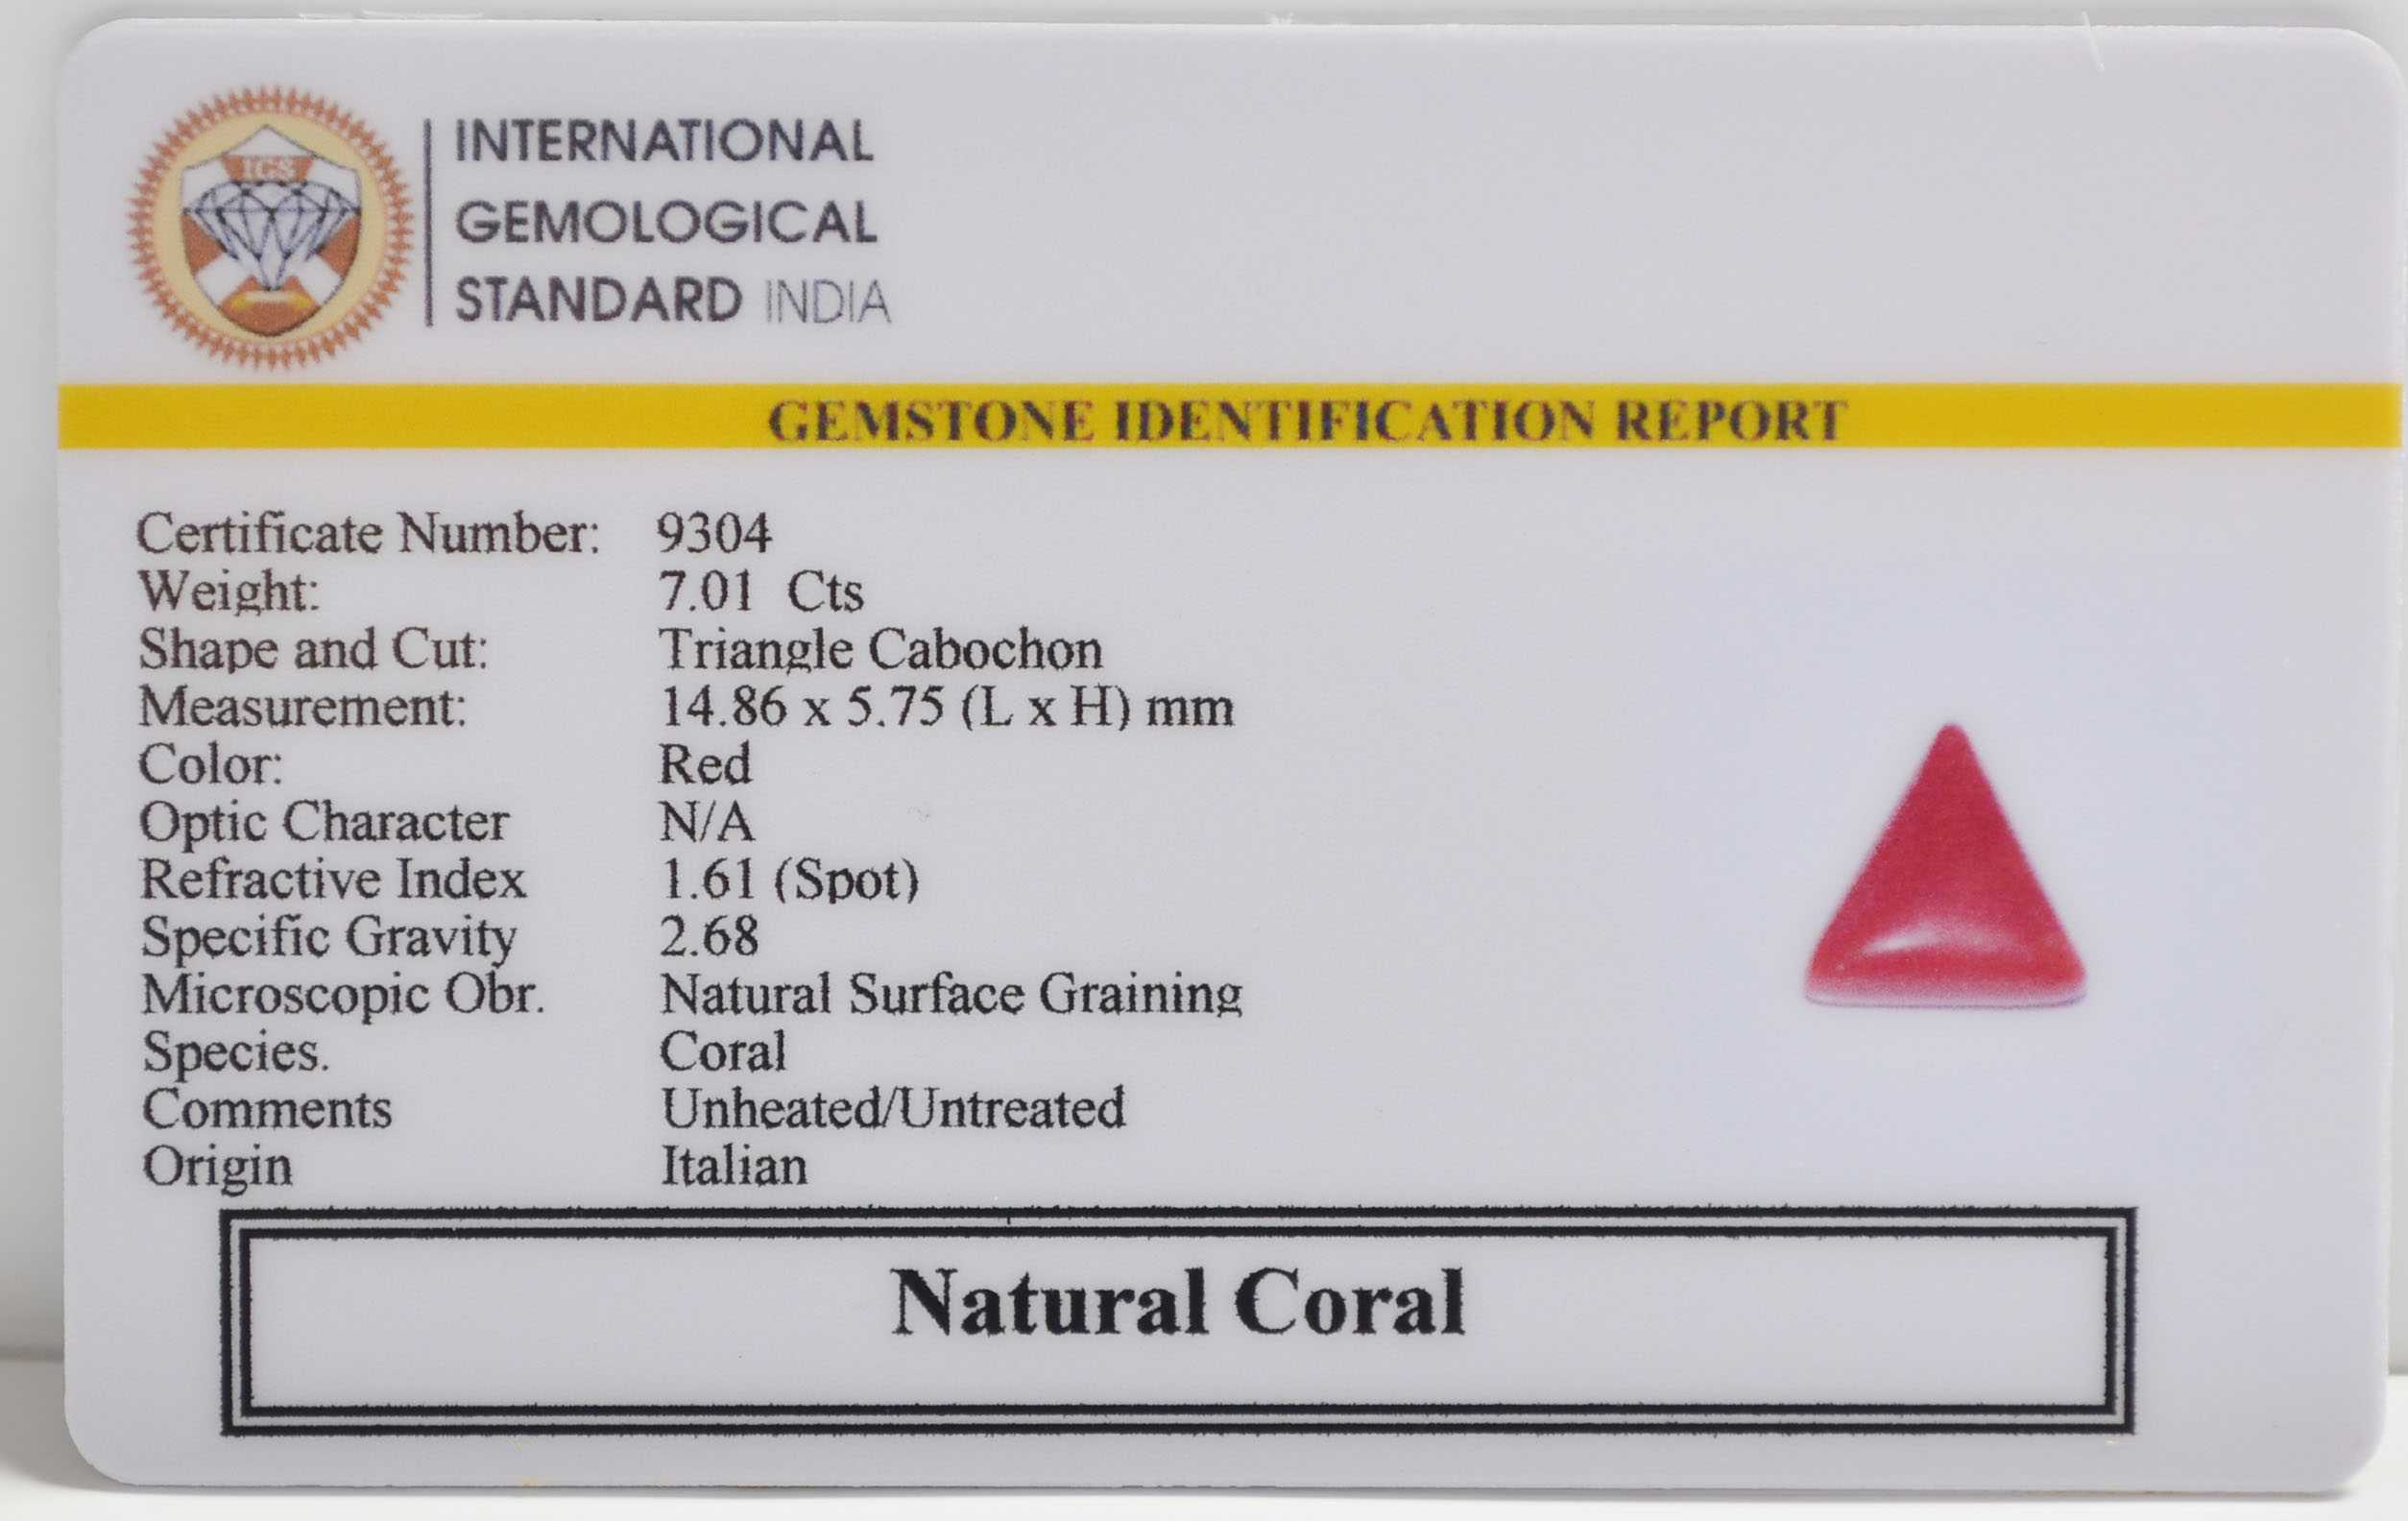 IGS
INTERNATIONAL
GEMOLOGICAL
STANDARD INDIA
GEMSTONE IDENTIFICATION REPORT
Certificate Number: 9304
Weight: 7.01 Cts
Shape and Cut: Triangle Cabochon
Measurement: 14.86 x 5.75 (L x H) mm
Color: Red
Optic Character N/A
Refractive Index 1.61 (Spot)
Specific Gravity 2.68
Microscopic Obr. Natural Surface Graining
Species. Coral
Comments Unheated/Untreated
Origin Italian
Natural Coral